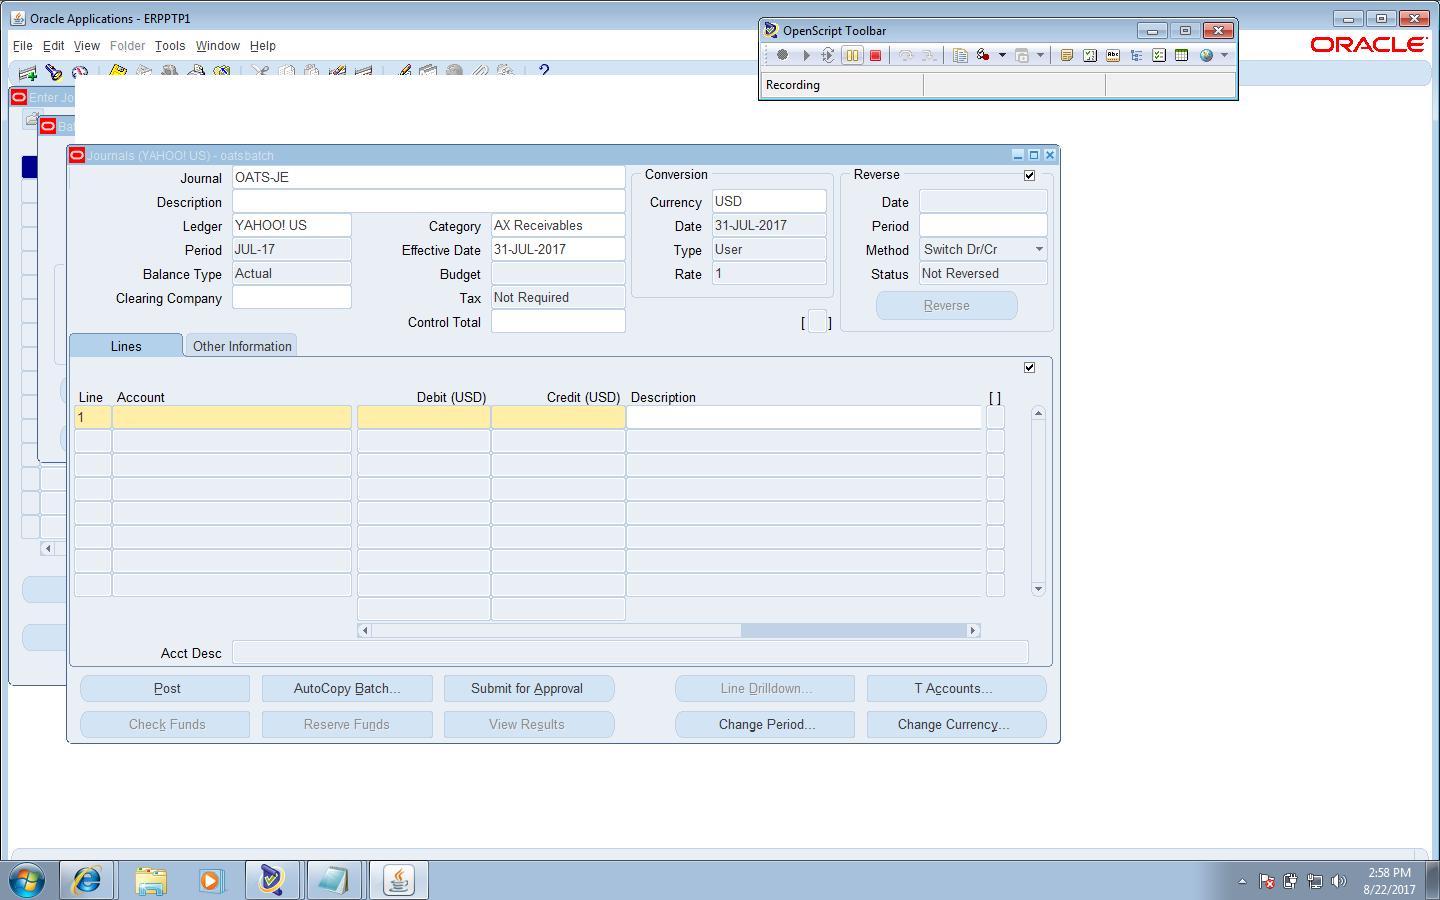 Oracle Applications - ERPPTP1
File Edit View Folder Tools Window Help
OpenScript Toolbar
Recording
ORACLE
Enter Jo
Bat
Journals (YAHOO! US) - oatsbatch
Journal OATS-JE
Description
Ledger YAHOO! US Category AX Receivables
Period JUL-17 Effective Date 31-JUL-2017
Balance Type Actual Budget
Clearing Company Tax Not Required
Control Total
Conversion
Currency USD
Date 31-JUL-2017
Type User
Rate 1
Reverse
Date
Period
Method Switch Dr/Cr
Status Not Reversed
Reverse
[ ]
Lines Other Information
Line Account Debit (USD) Credit (USD) Description [ ]
1
Acct Desc
Post AutoCopy Batch... Submit for Approval Line Drilldown... T Accounts...
Check Funds Reserve Funds View Results Change Period... Change Currency...
2:58 PM
8/22/2017